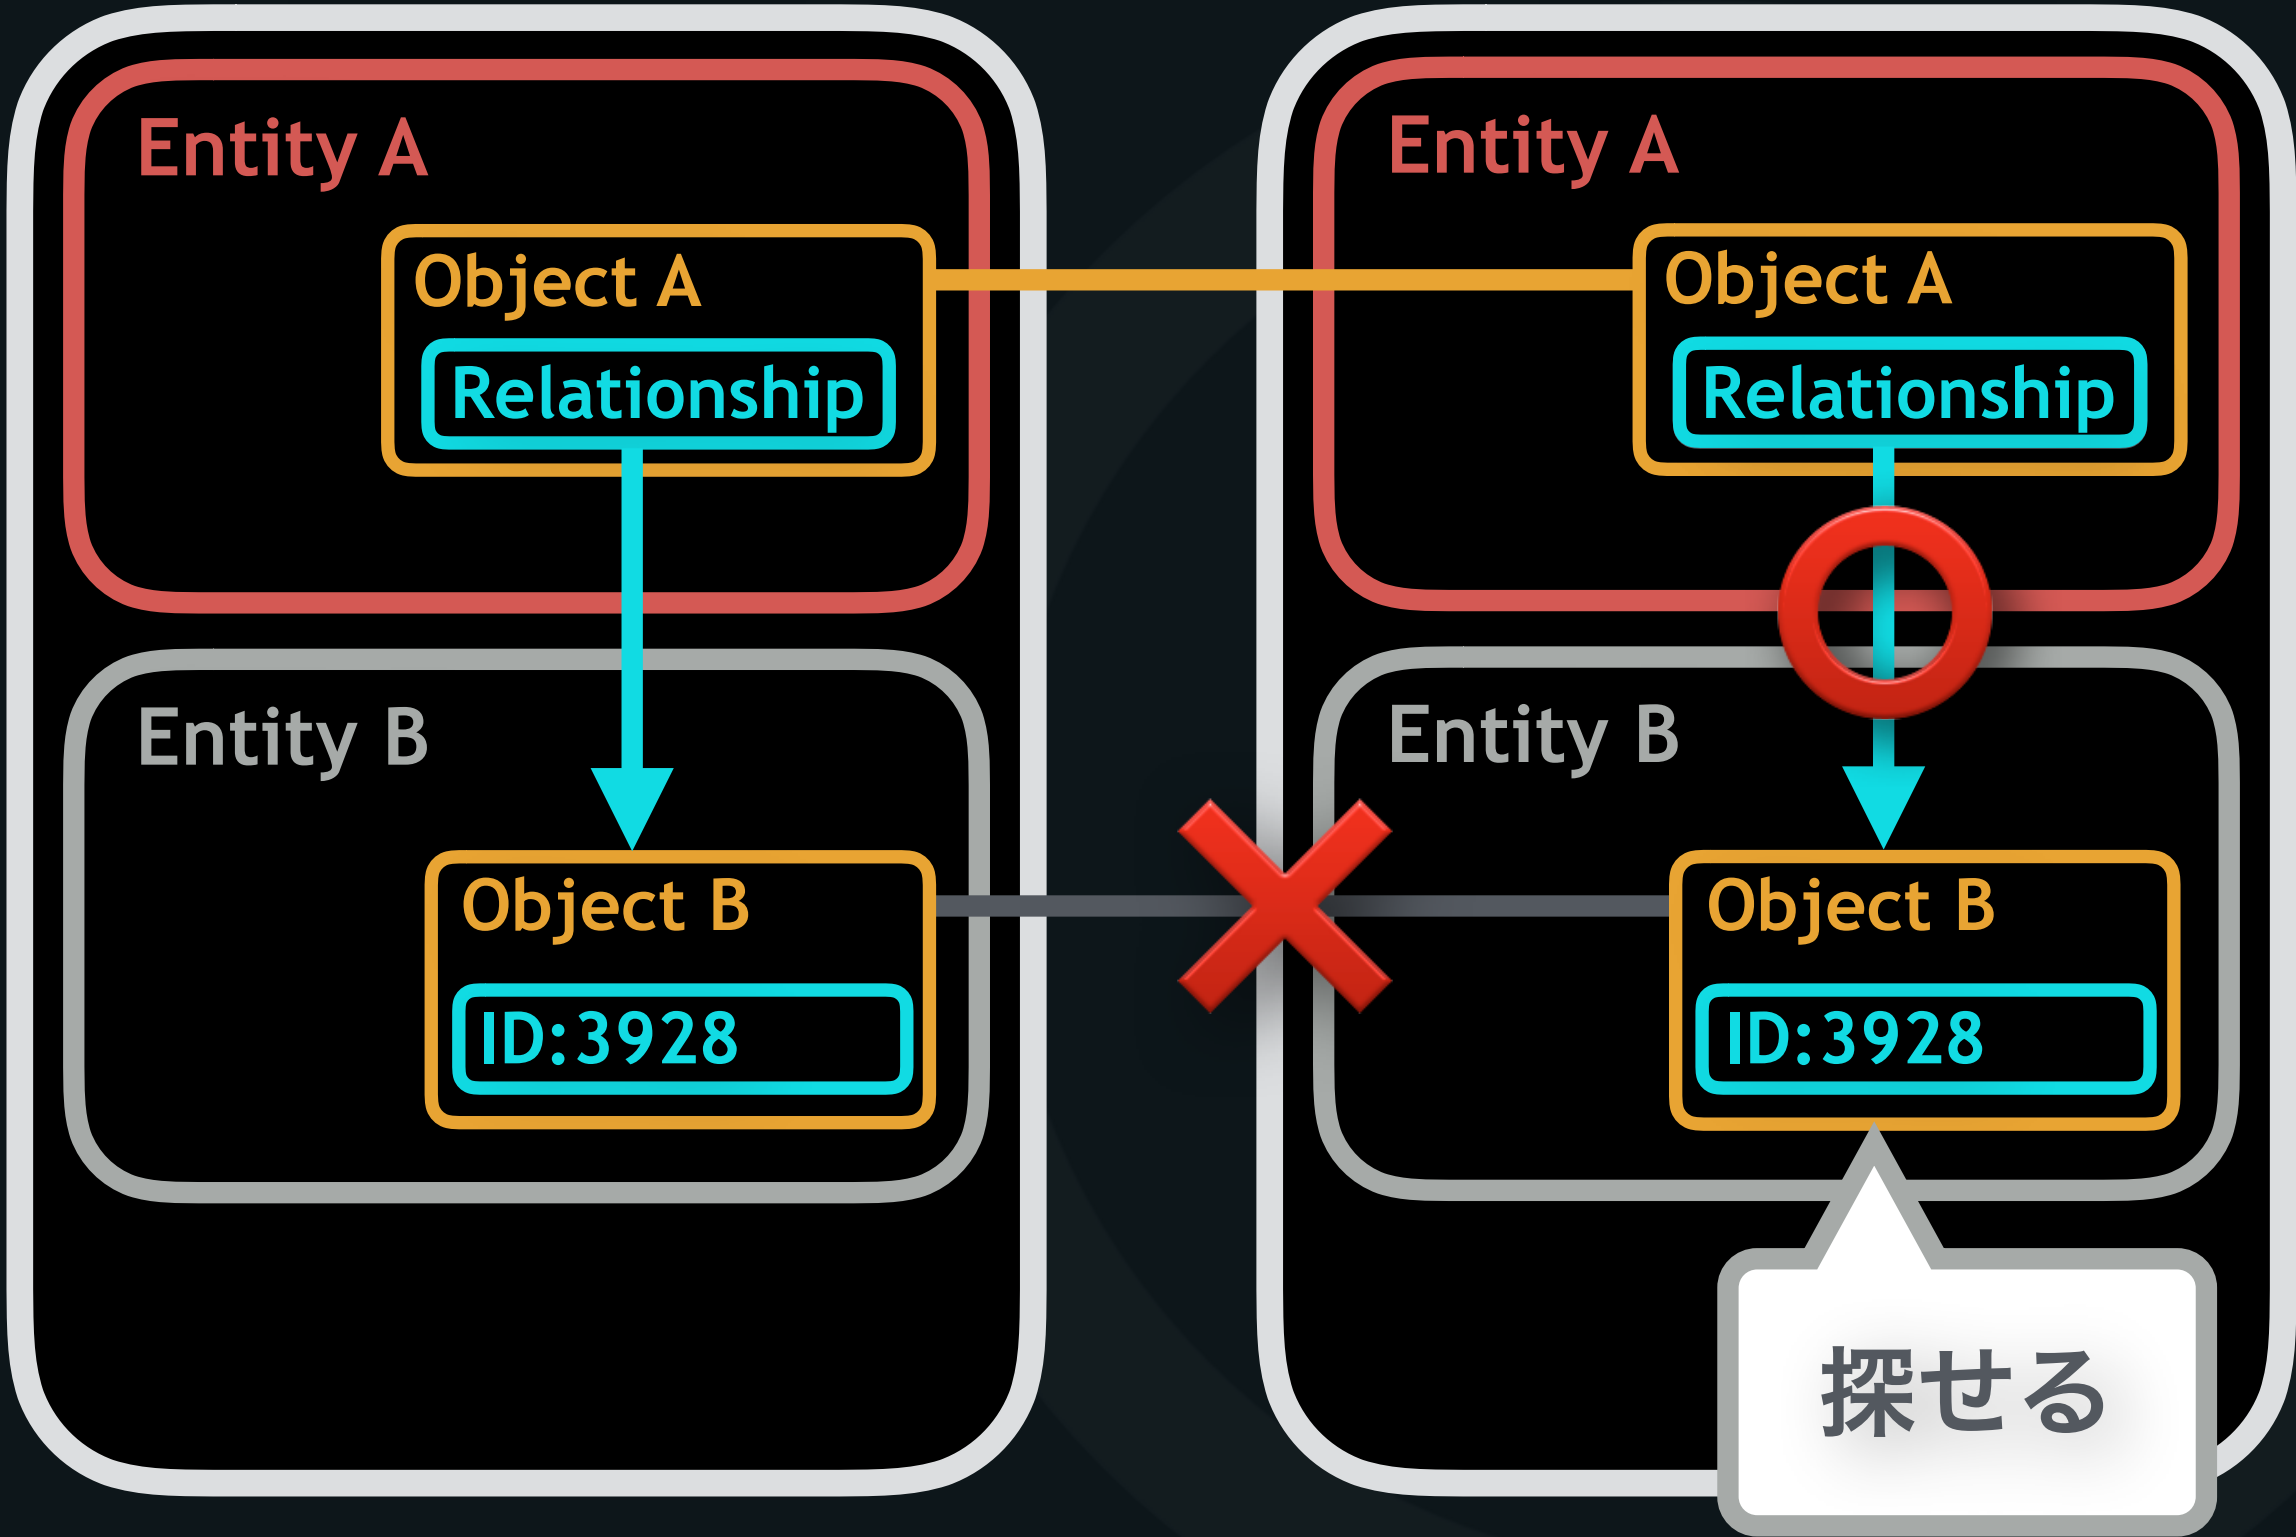 Entity A
Object A
Relationship
Entity B
Object B
ID:3928
Entity A
Object A
Relationship
Entity B
Object B
ID:3928
探せる